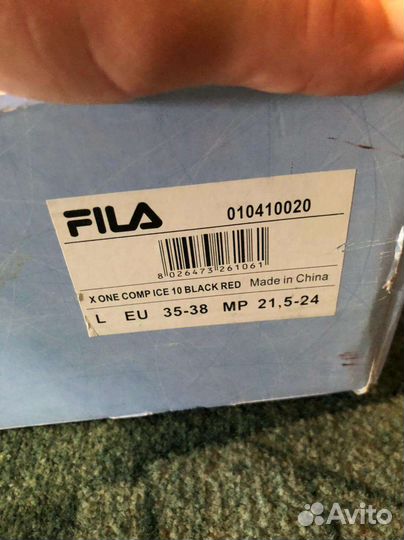 FILA 010410020
8 026473 261061
X ONE COMP ICE 10 BLACK RED Made in China
L EU 35-38 MP 21,5-24
Avito